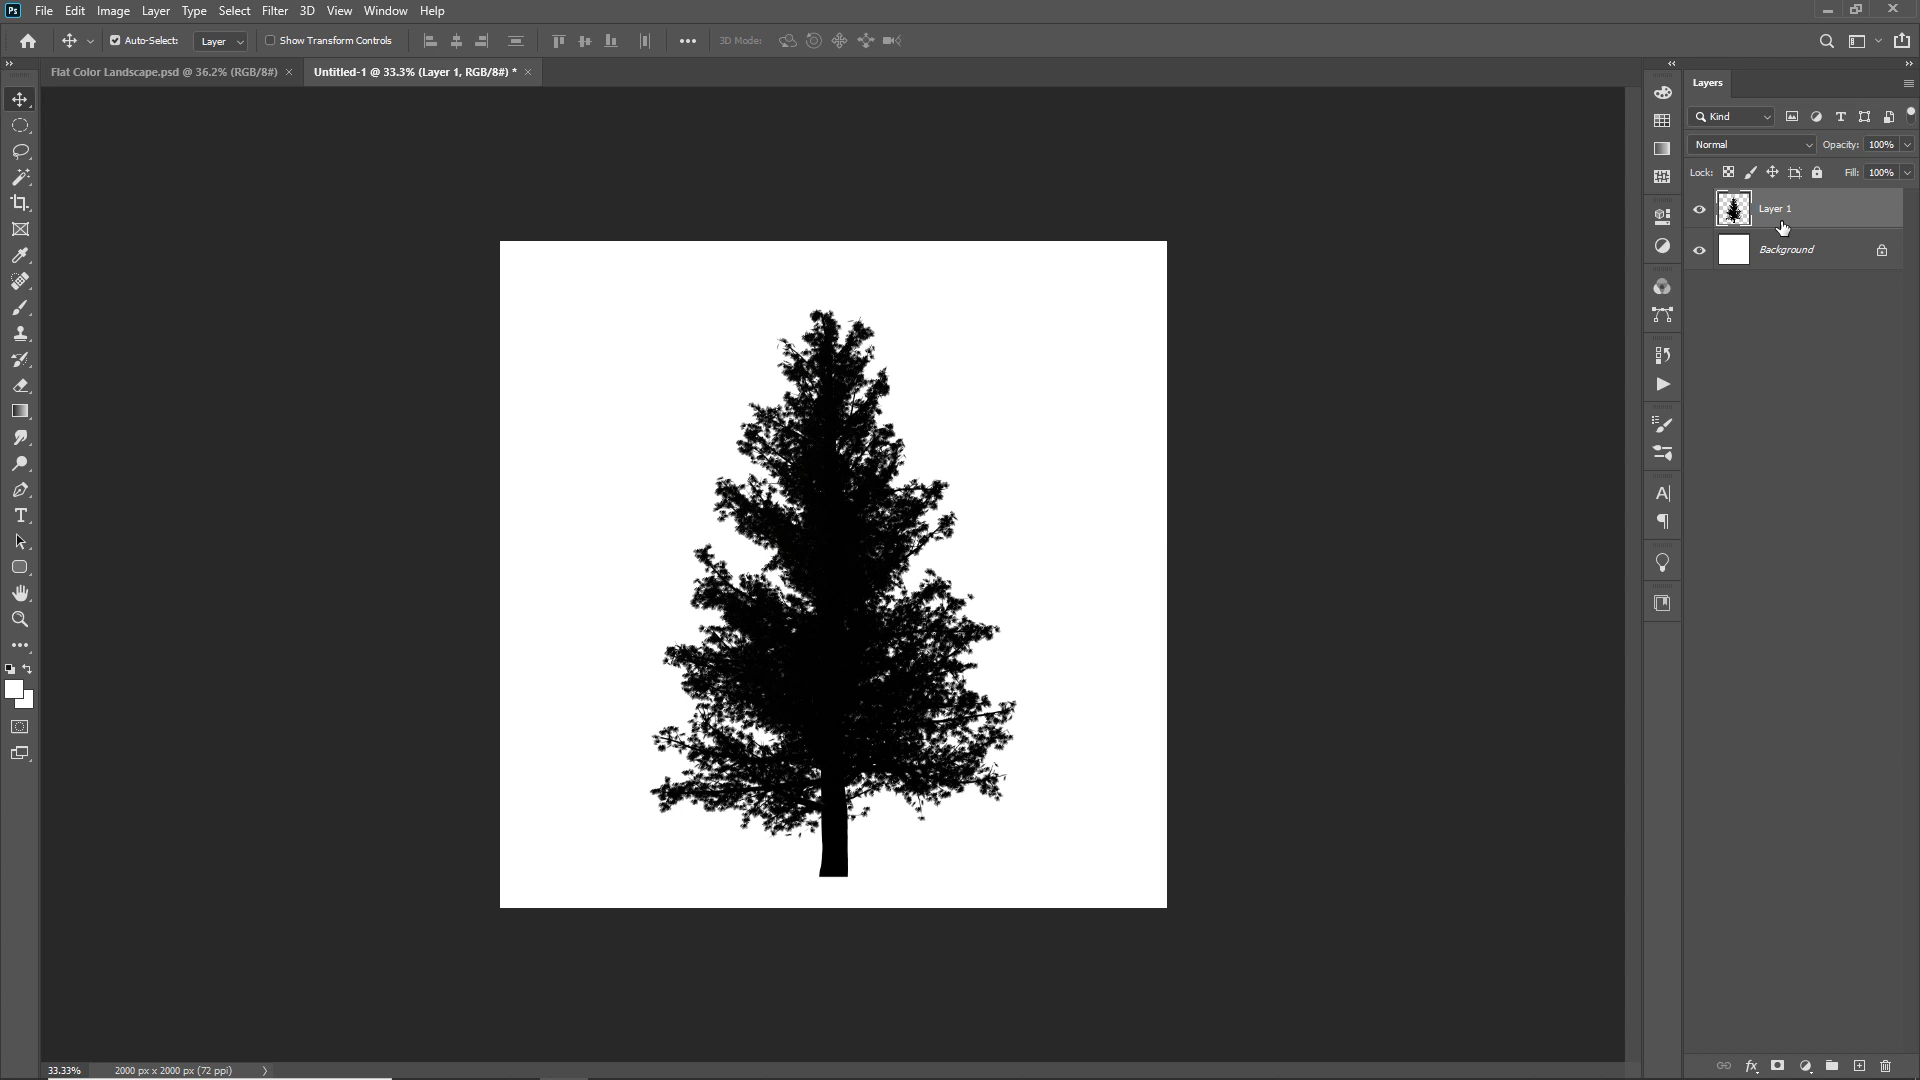 Ps File Edit Image Layer Type Select Filter 3D View Window Help
Auto-Select: Layer Show Transform Controls 3D Mode:
Flat Color Landscape.psd @ 36.2% (RGB/8#) Untitled-1 @ 33.3% (Layer 1, RGB/8#) *
Layers
Kind
Normal Opacity: 100%
Lock: Fill: 100%
Layer 1
Background
33.33% 2000 px x 2000 px (72 ppi)